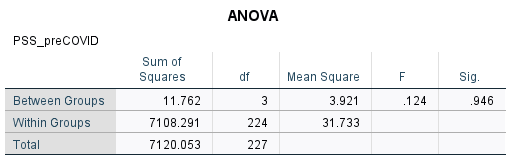 ANOVA
PSS_preCOVID
Sum of Squares df Mean Square F Sig.
Between Groups 11.762 3 3.921 .124 .946
Within Groups 7108.291 224 31.733
Total 7120.053 227